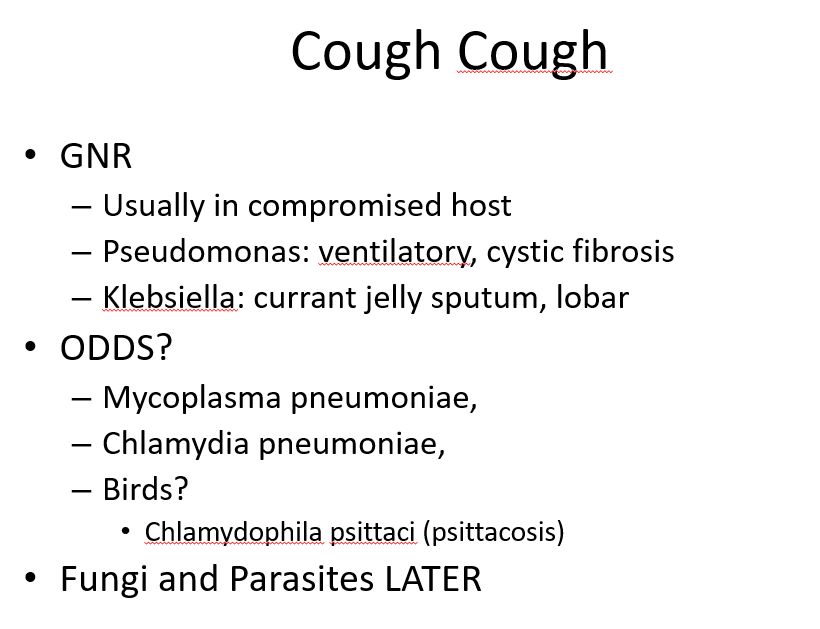 Cough Cough
• GNR
– Usually in compromised host
– Pseudomonas: ventilatory, cystic fibrosis
– Klebsiella: currant jelly sputum, lobar
• ODDS?
– Mycoplasma pneumoniae,
– Chlamydia pneumoniae,
– Birds?
• Chlamydophila psittaci (psittacosis)
• Fungi and Parasites LATER